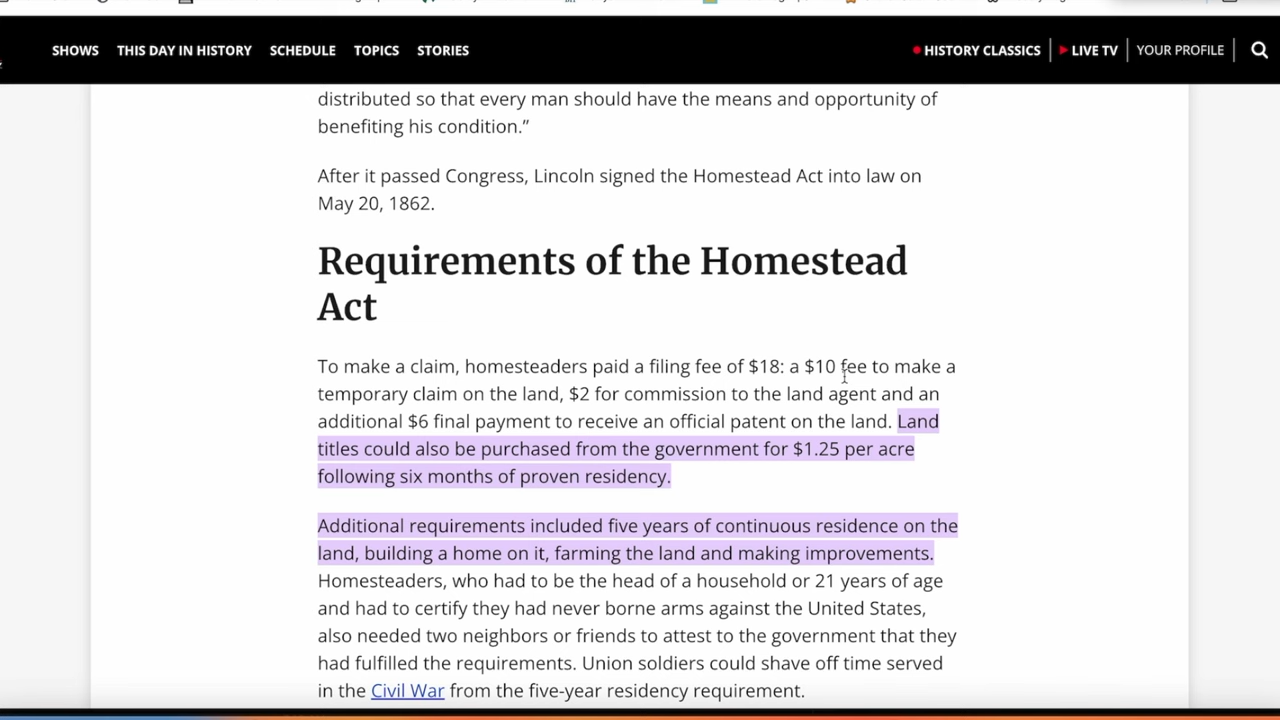 SHOWS THIS DAY IN HISTORY SCHEDULE TOPICS STORIES HISTORY CLASSICS LIVE TV YOUR PROFILE
distributed so that every man should have the means and opportunity of
benefiting his condition.”
After it passed Congress, Lincoln signed the Homestead Act into law on
May 20, 1862.
Requirements of the Homestead
Act
To make a claim, homesteaders paid a filing fee of $18: a $10 fee to make a
temporary claim on the land, $2 for commission to the land agent and an
additional $6 final payment to receive an official patent on the land. Land
titles could also be purchased from the government for $1.25 per acre
following six months of proven residency.
Additional requirements included five years of continuous residence on the
land, building a home on it, farming the land and making improvements.
Homesteaders, who had to be the head of a household or 21 years of age
and had to certify they had never borne arms against the United States,
also needed two neighbors or friends to attest to the government that they
had fulfilled the requirements. Union soldiers could shave off time served
in the Civil War from the five-year residency requirement.